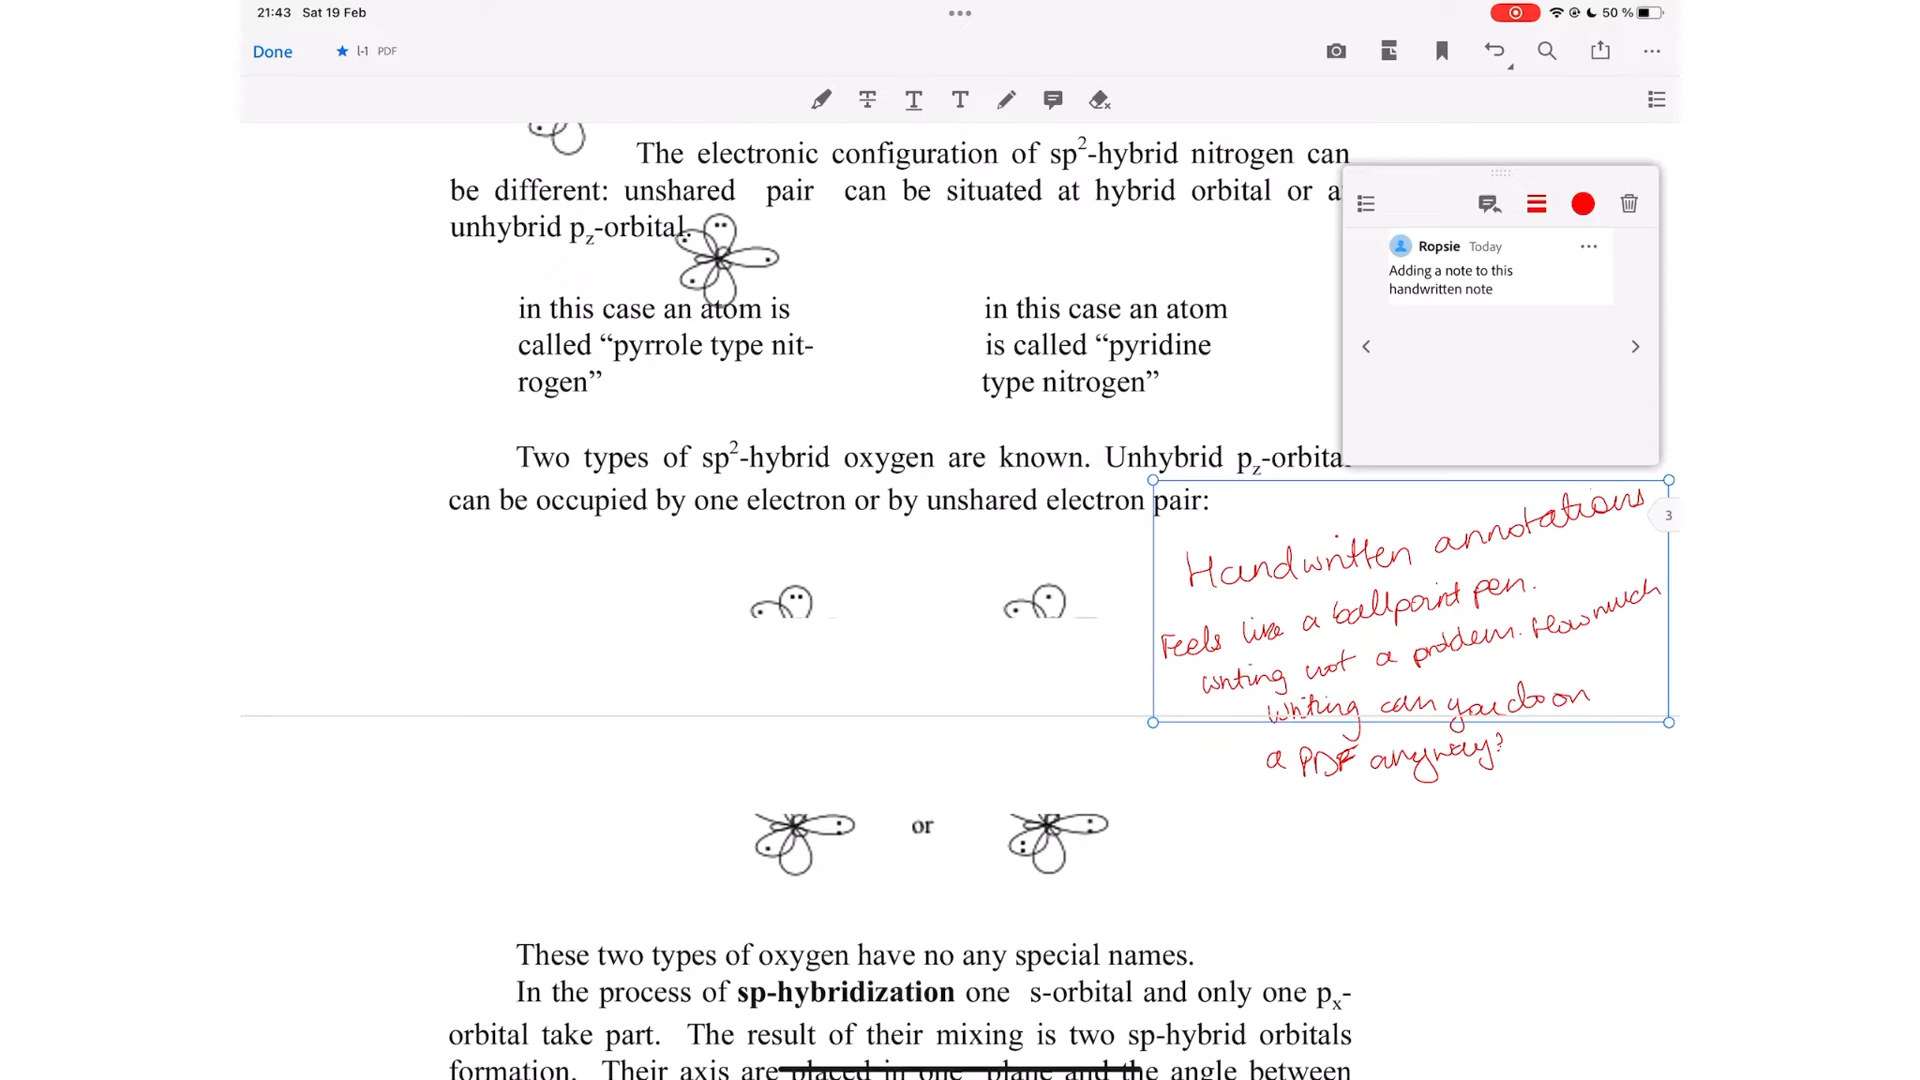 21:43 Sat 19 Feb
50 %
Done
l-1 PDF
The electronic configuration of sp2-hybrid nitrogen can
be different: unshared pair can be situated at hybrid orbital or a
unhybrid pz-orbital.
in this case an atom is
called “pyrrole type nit-
rogen”
in this case an atom
is called “pyridine
type nitrogen”
Ropsie Today
Adding a note to this
handwritten note
Two types of sp2-hybrid oxygen are known. Unhybrid pz-orbita
can be occupied by one electron or by unshared electron pair:
3
Handwritten annotations
Feels like a ballpoint pen.
Writing not a problem. How much
writing can you do on
a PDF anyway?
or
These two types of oxygen have no any special names.
In the process of sp-hybridization one s-orbital and only one px-
orbital take part. The result of their mixing is two sp-hybrid orbitals
formation. Their axis are placed in one plane and the angle between